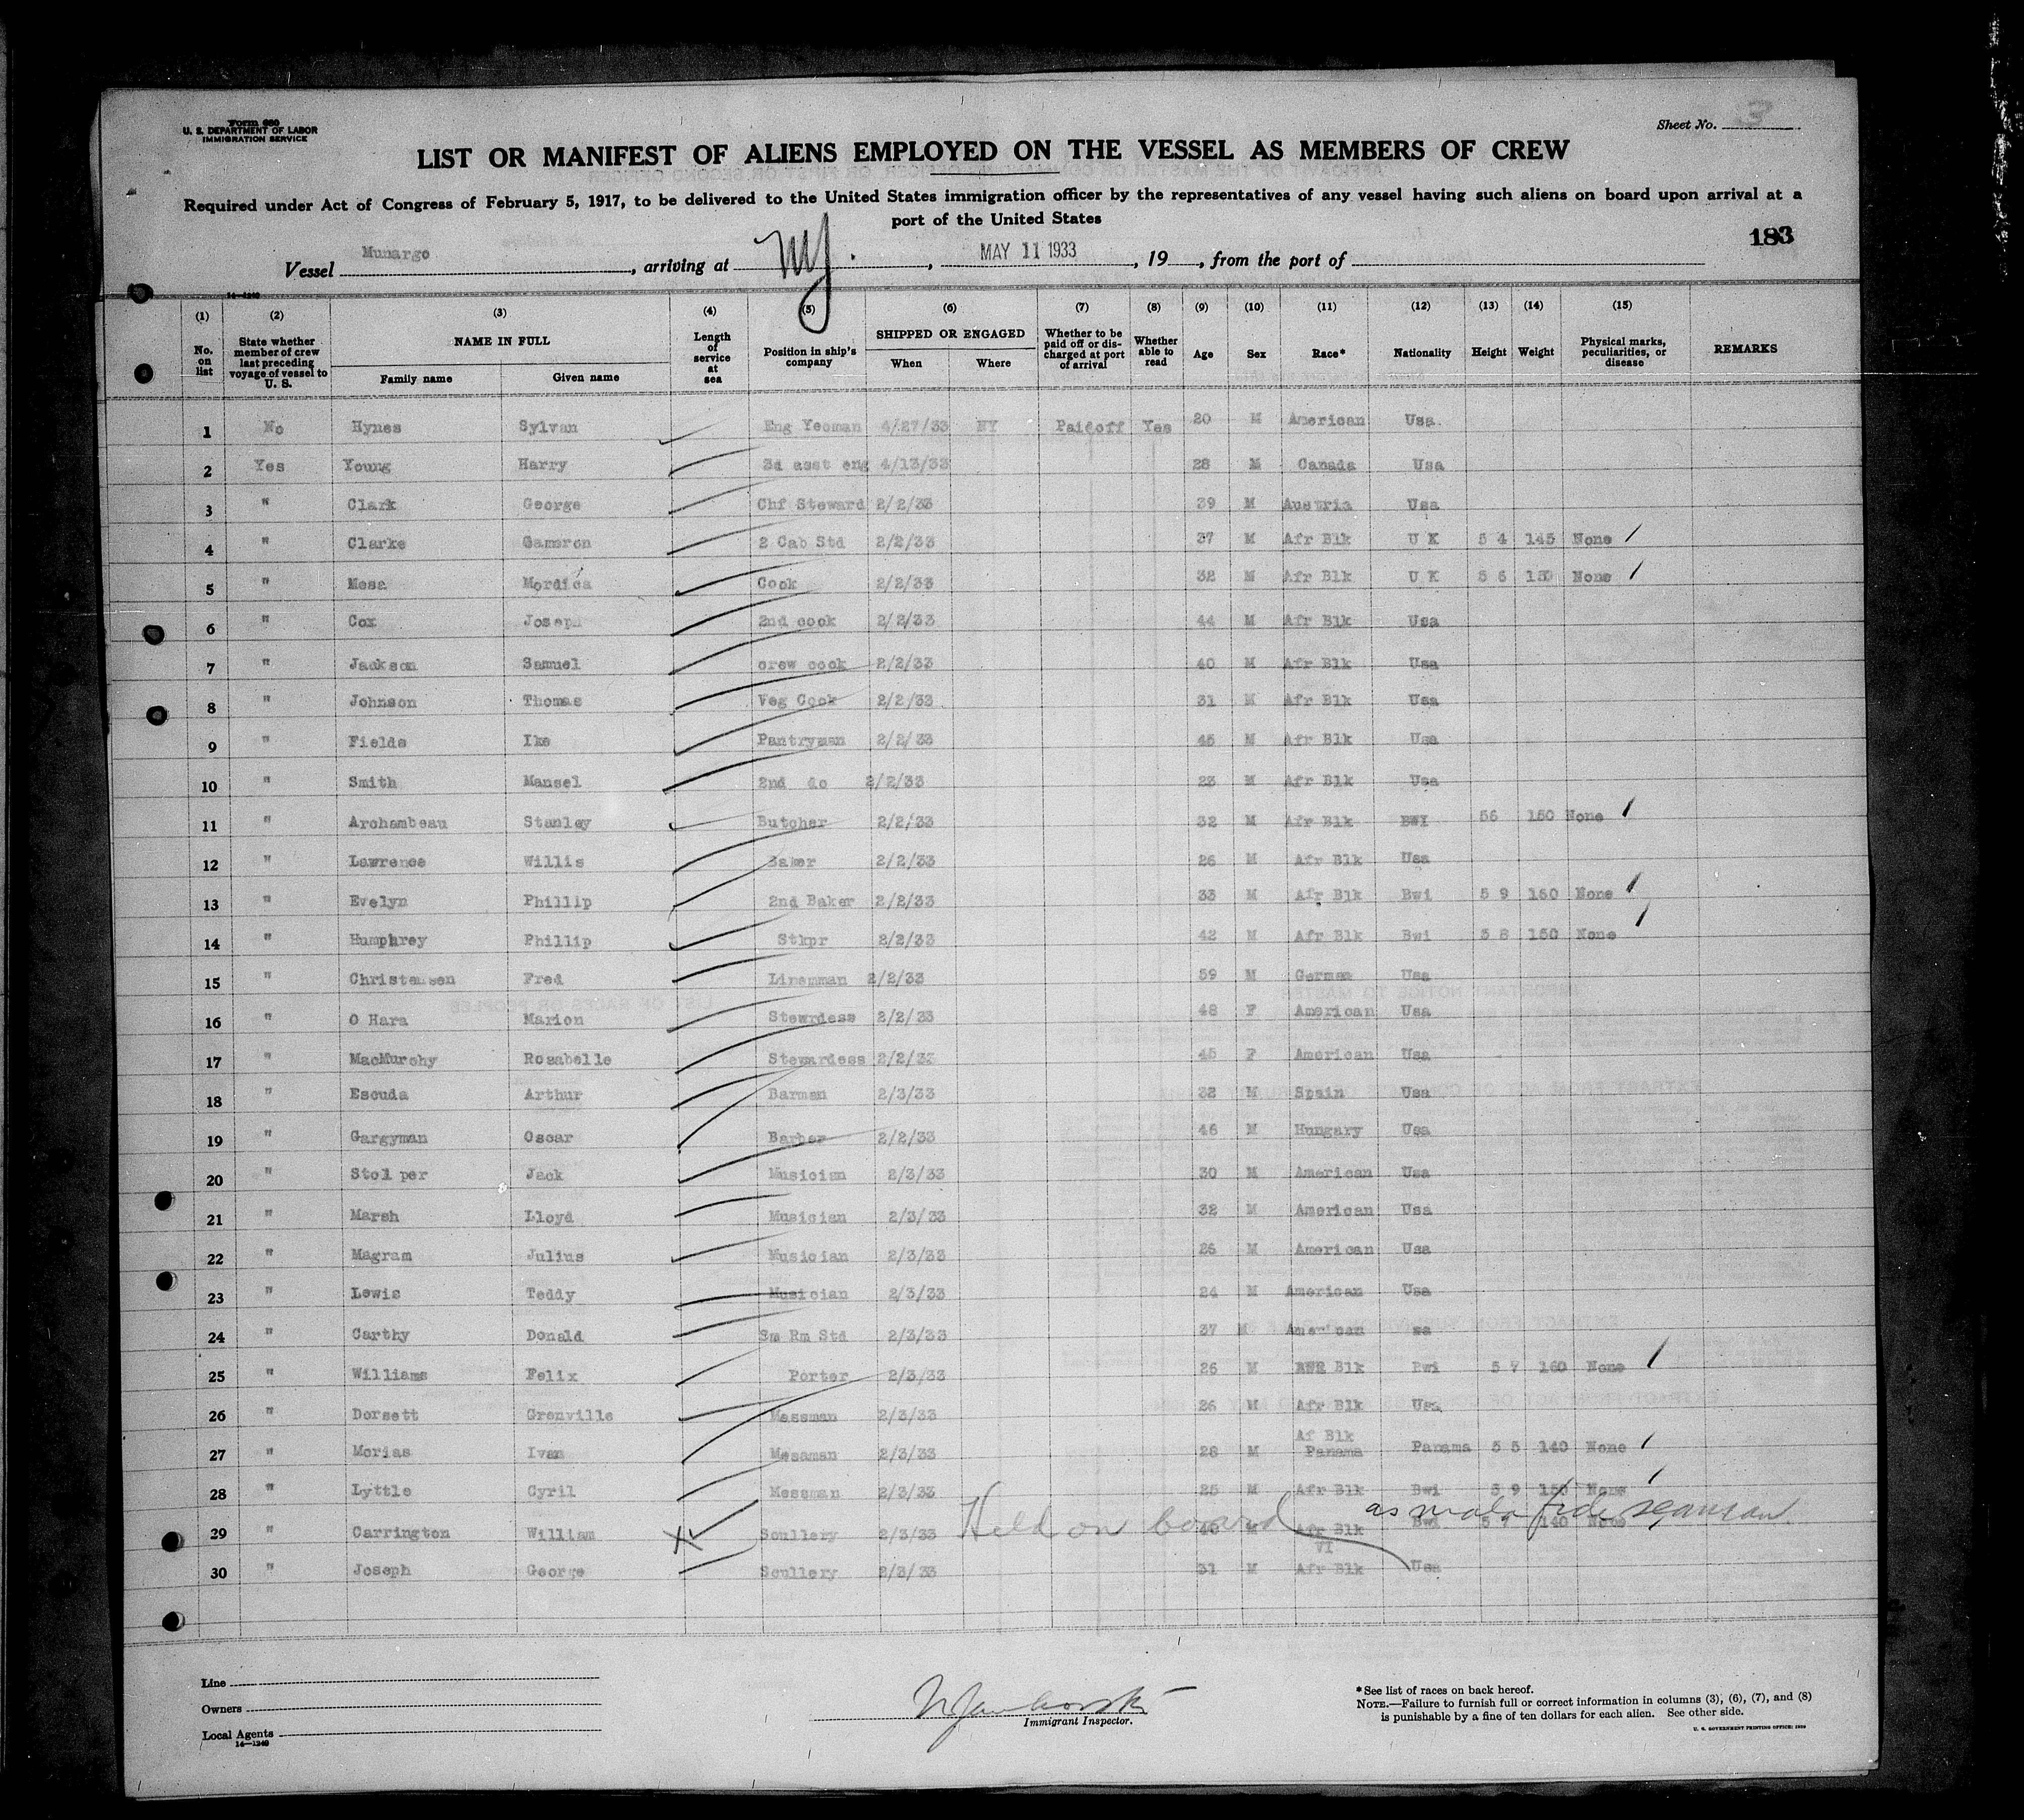 Form 680
U. S. DEPARTMENT OF LABOR
IMMIGRATION SERVICE
Sheet No. 3
LIST OR MANIFEST OF ALIENS EMPLOYED ON THE VESSEL AS MEMBERS OF CREW
Required under Act of Congress of February 5, 1917, to be delivered to the United States immigration officer by the representatives of any vessel having such aliens on board upon arrival at a
port of the United States
183
Vessel Munargo, arriving at NY., MAY 11 1933, 19, from the port of
14—1240
(1) (2) (3) (4) (5) (6) (7) (8) (9) (10) (11) (12) (13) (14) (15)
No. on list State whether member of crew last preceding voyage of vessel to U. S. NAME IN FULL Family name Given name Length of service at sea Position in ship's company SHIPPED OR ENGAGED When Where Whether to be paid off or discharged at port of arrival Whether able to read Age Sex Race* Nationality Height Weight Physical marks, peculiarities, or disease REMARKS
1 No Hynes Sylvan Eng Yeoman 4/27/33 NY Paidoff Yes 20 M American Usa.
2 Yes Young Harry 3d asst eng 4/13/33 28 M Canada Usa
3 " Clark George Chf Steward 2/2/33 39 M Austria Usa
4 " Clarke Gameron 2 Cab Std 2/2/33 37 M Afr Blk U K 5 4 145 None /
5 " Mesa Mordica Cook 2/2/33 32 M Afr Blk U K 5 6 None /
6 " Cox Joseph 2nd cook 2/2/33 44 M Afr Blk Usa
7 " Jackson Samuel crew cook 2/2/33 40 M Afr Blk Usa
8 " Johnson Thomas Veg Cook 2/2/33 31 M Afr Blk Usa
9 " Fields Ike Pantryman 2/2/33 45 M Afr Blk Usa
10 " Smith Mansel 2nd do 2/2/33 23 M Afr Blk Usa
11 " Archambeau Stanley Butcher 2/2/33 32 M Afr Blk BWI 56 150 None /
12 " Lawrence Willis Baker 2/2/33 26 M Afr Blk Usa
13 " Evelyn Phillip 2nd Baker 2/2/33 33 M Afr Blk Bwi 5 9 160 None /
14 " Humphrey Phillip Stkpr 2/2/33 42 M Afr Blk Bwi 5 8 150 None /
15 " Christensen Fred Linemman 2/2/33 59 M German Usa
16 " O Hara Marion Stewrdess 2/2/33 48 F American Usa
17 " MacMurchy Rosabelle Stewardess 2/2/33 45 F American Usa
18 " Escuda Arthur Barman 2/3/33 32 M Spain Usa
19 " Gargyman Oscar Barber 2/2/33 46 M Hungary Usa
20 " Stolper Jack Musician 2/3/33 30 M American Usa
21 " Marsh Lloyd Musician 2/3/33 32 M American Usa
22 " Magram Julius Musician 2/3/33 26 M American Usa
23 " Lewis Teddy Musician 2/3/33 24 M American Usa
24 " Carthy Donald Sm Rm Std 2/3/33 37 M American sa
25 " Williams Felix Porter 2/3/33 26 M Blk Bwi 5 7 160 None /
26 " Dorsett Grenville Messman 2/3/33 26 M Afr Blk Usa
27 " Morias Ivan Messman 2/3/33 28 M Af Blk Panama Panama 5 5 140 None /
28 " Lyttle Cyril Messman 2/3/33 25 M Afr Blk Bwi 5 9 150 None /
29 " Carrington William Scullery 2/3/33 40 M Afr Blk Bwi 5 7 140 None
Held on board as mala fide seaman
30 " Joseph George Scullery 2/3/33 31 M VI Afr Blk Usa
Line
Owners
Local Agents
14—1240
Immigrant Inspector.
*See list of races on back hereof.
NOTE.—Failure to furnish full or correct information in columns (3), (6), (7), and (8)
is punishable by a fine of ten dollars for each alien. See other side.
U. S. GOVERNMENT PRINTING OFFICE: 1929